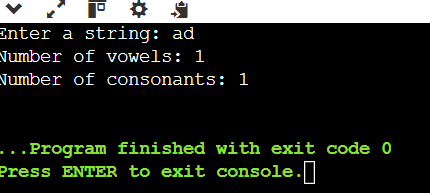 Enter a string: ad
Number of vowels: 1
Number of consonants: 1
...Program finished with exit code 0
Press ENTER to exit console.